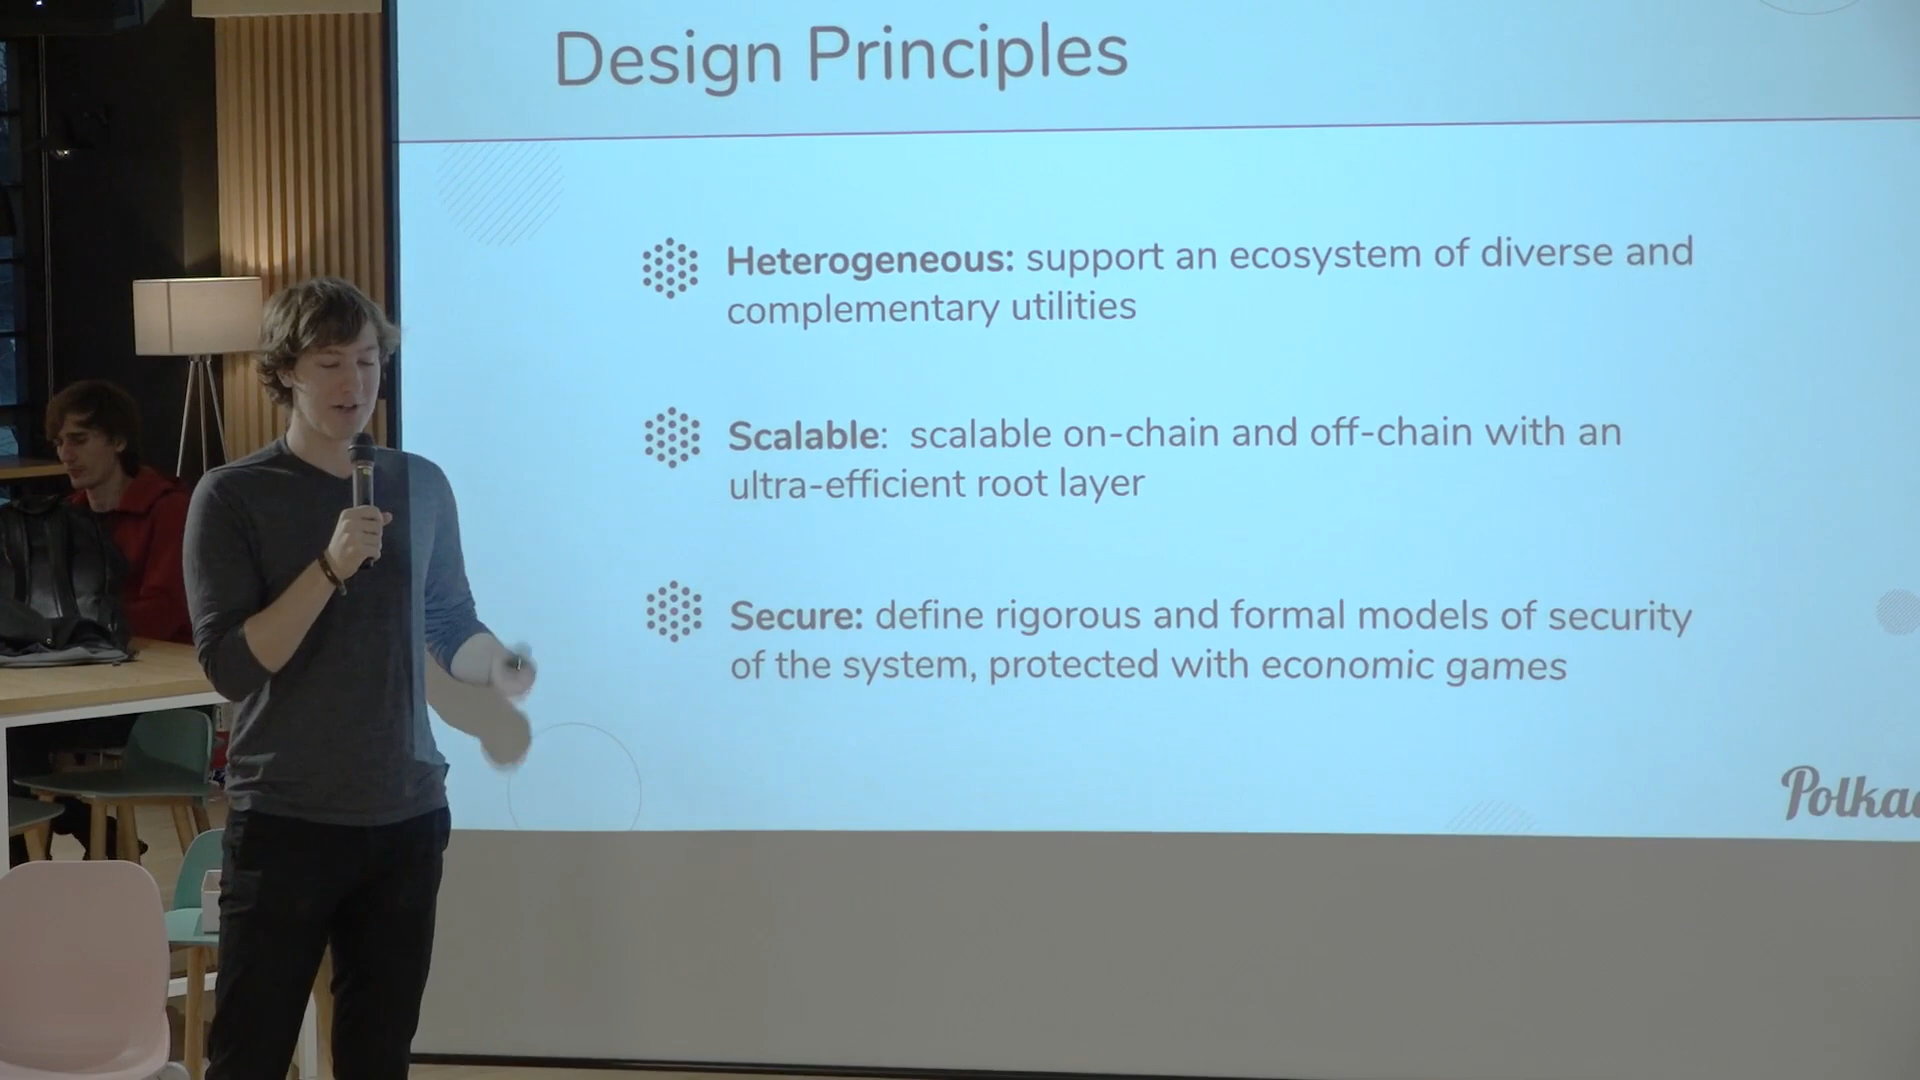 Design Principles
Heterogeneous: support an ecosystem of diverse and
complementary utilities
Scalable:  scalable on-chain and off-chain with an
ultra-efficient root layer
Secure: define rigorous and formal models of security
of the system, protected with economic games
Polka